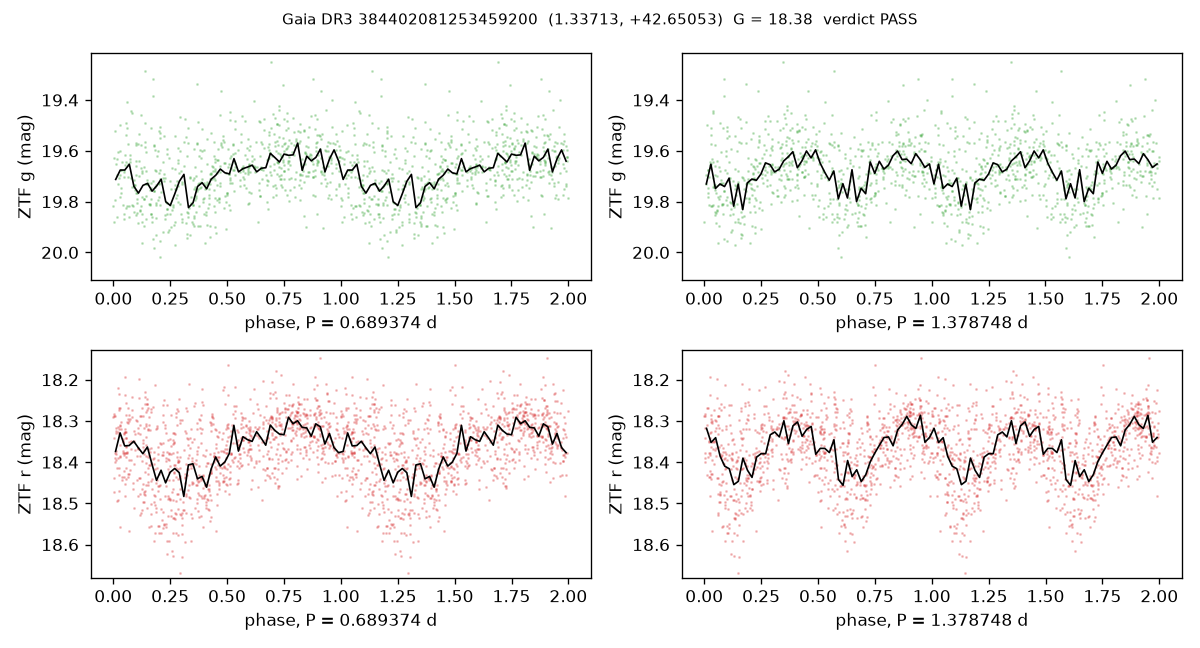 Gaia DR3 384402081253459200  (1.33713, +42.65053)  G = 18.38  verdict PASS
ZTF g (mag)
19.4
19.6
19.8
20.0
0.00 0.25 0.50 0.75 1.00 1.25 1.50 1.75 2.00
phase, P = 0.689374 d
ZTF g (mag)
19.4
19.6
19.8
20.0
0.00 0.25 0.50 0.75 1.00 1.25 1.50 1.75 2.00
phase, P = 1.378748 d
ZTF r (mag)
18.2
18.3
18.4
18.5
18.6
0.00 0.25 0.50 0.75 1.00 1.25 1.50 1.75 2.00
phase, P = 0.689374 d
ZTF r (mag)
18.2
18.3
18.4
18.5
18.6
0.00 0.25 0.50 0.75 1.00 1.25 1.50 1.75 2.00
phase, P = 1.378748 d